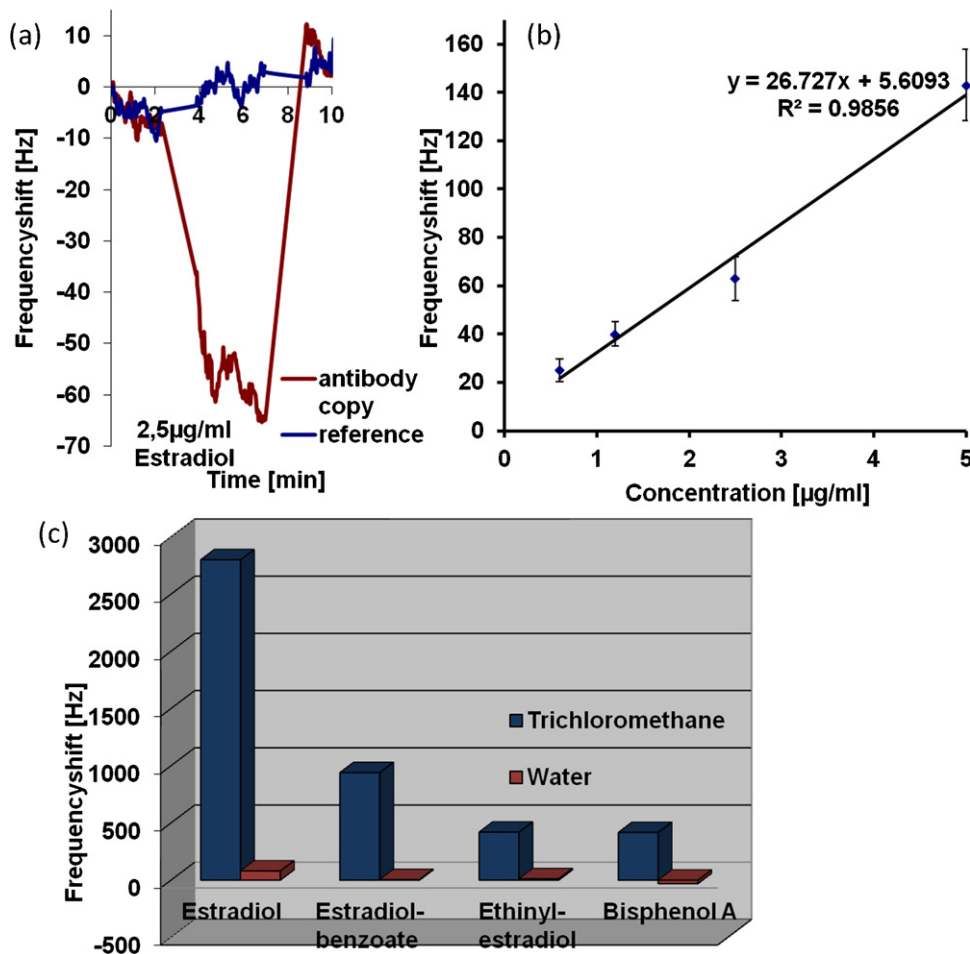 (a)
10
0
-10
-20
-30
-40
-50
-60
-70
0 2 4 6 8 10
Frequencyshift [Hz]
antibody
copy
reference
2,5µg/ml
Estradiol
Time [min]
(b)
160
140
120
100
80
60
40
20
0
y = 26.727x + 5.6093
R² = 0.9856
Frequencyshift [Hz]
0 1 2 3 4 5
Concentration [µg/ml]
(c)
3000
2500
2000
1500
1000
500
0
-500
Frequencyshift [Hz]
Trichloromethane
Water
Estradiol
Estradiol-
benzoate
Ethinyl-
estradiol
Bisphenol A